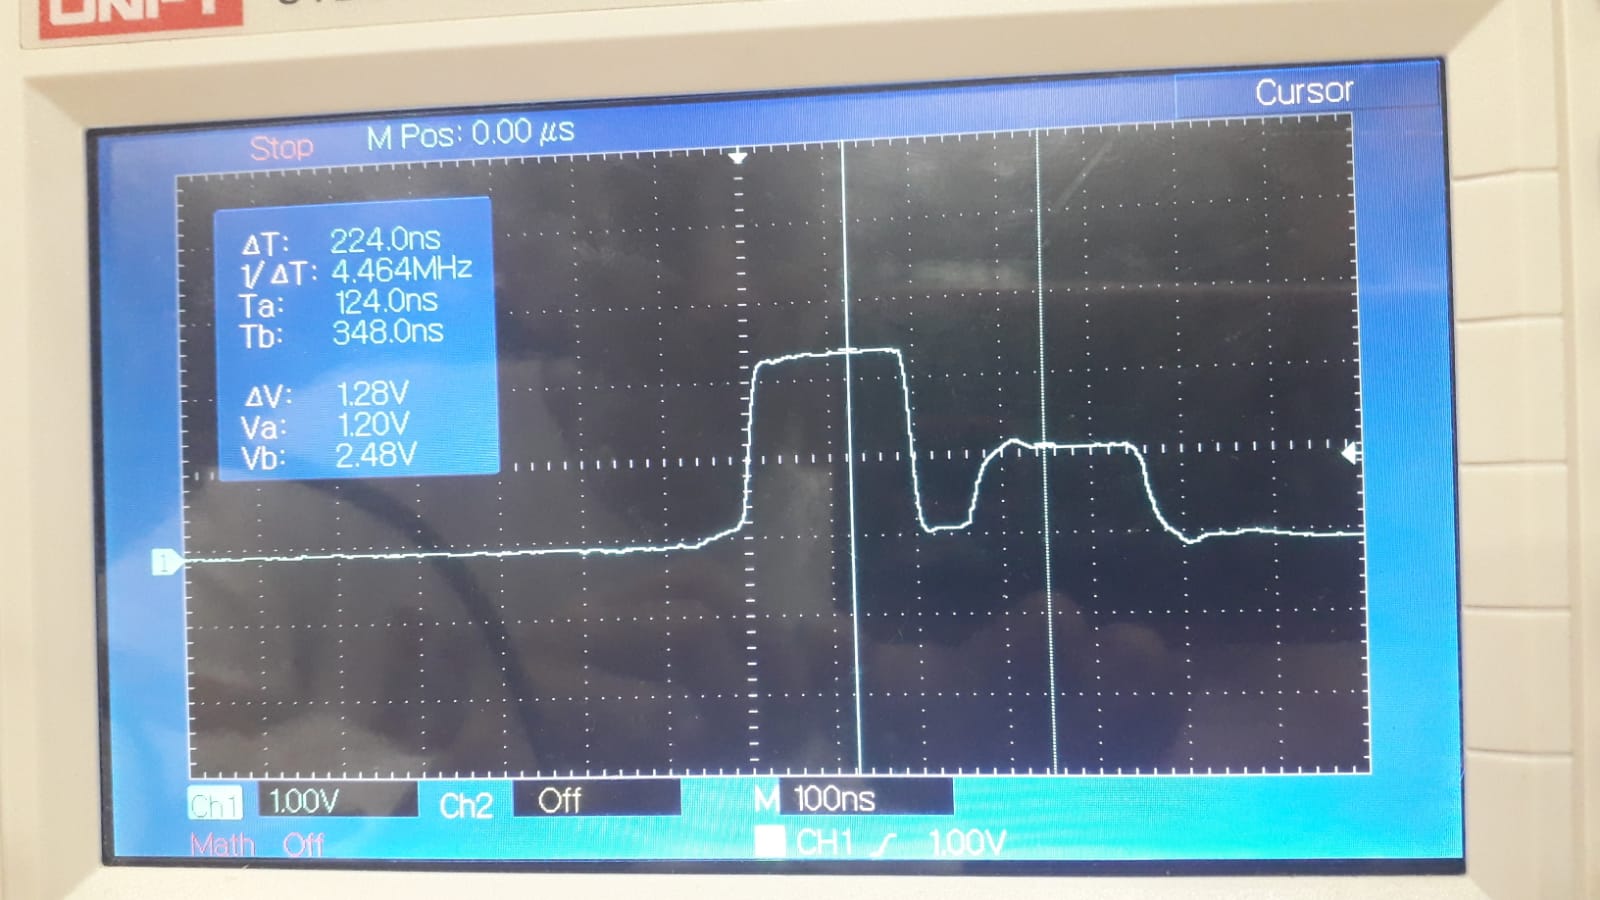 UNI-T
Cursor
Stop M Pos: 0.00 μs
ΔT: 224.0ns
1/ΔT: 4.464MHz
Ta: 124.0ns
Tb: 348.0ns
ΔV: 1.28V
Va: 1.20V
Vb: 2.48V
1
Ch1 1.00V Ch2 Off M 100ns
Math Off CH1 1.00V